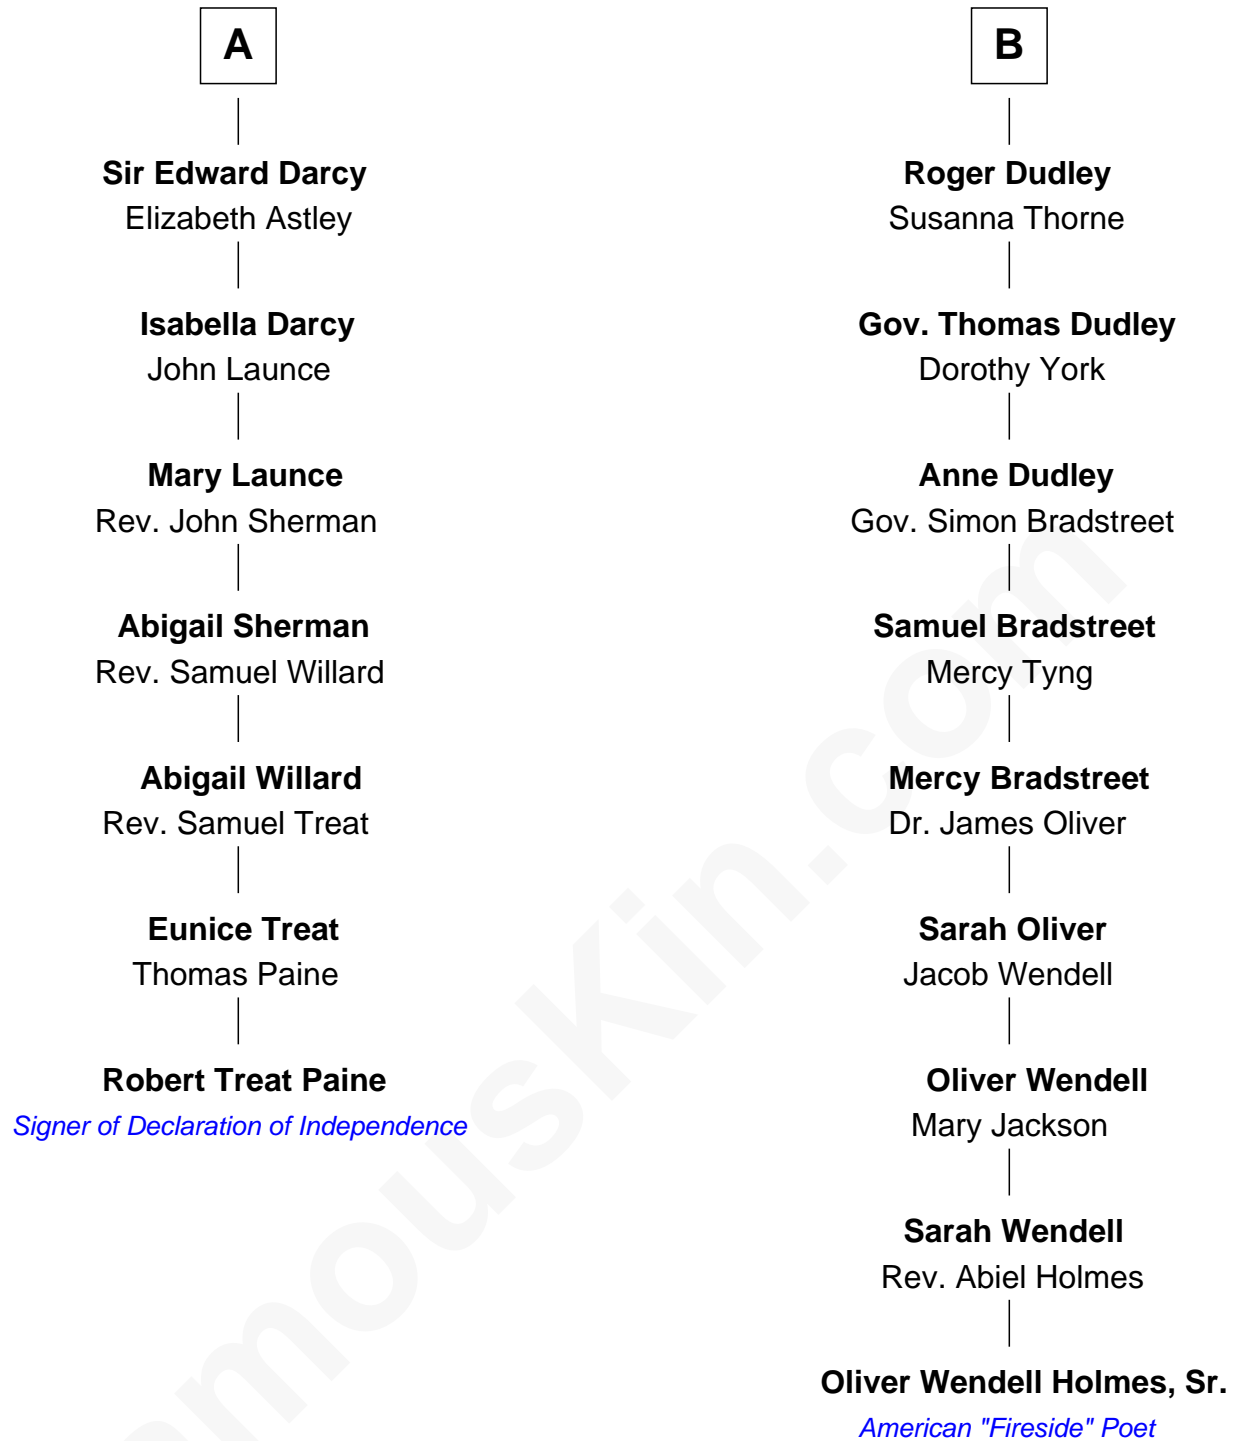 A
Sir Edward Darcy
Elizabeth Astley
Isabella Darcy
John Launce
Mary Launce
Rev. John Sherman
Abigail Sherman
Rev. Samuel Willard
Abigail Willard
Rev. Samuel Treat
Eunice Treat
Thomas Paine
Robert Treat Paine
Signer of Declaration of Independence
B
Roger Dudley
Susanna Thorne
Gov. Thomas Dudley
Dorothy York
Anne Dudley
Gov. Simon Bradstreet
Samuel Bradstreet
Mercy Tyng
Mercy Bradstreet
Dr. James Oliver
Sarah Oliver
Jacob Wendell
Oliver Wendell
Mary Jackson
Sarah Wendell
Rev. Abiel Holmes
Oliver Wendell Holmes, Sr.
American "Fireside" Poet
amouskin.com